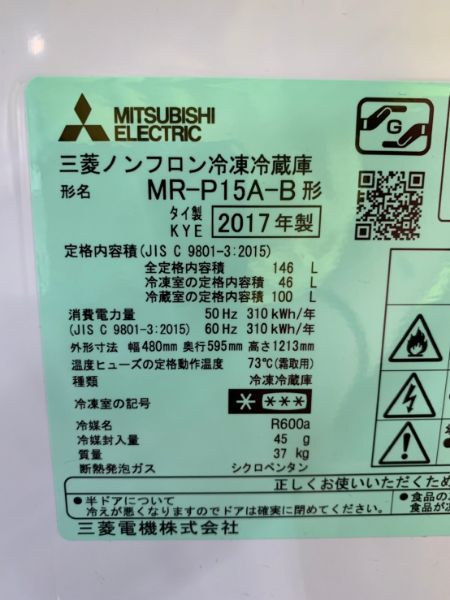 MITSUBISHI
ELECTRIC
G
三菱ノンフロン冷凍冷蔵庫
形名 MR-P15A-B 形
タイ製
KYE 2017年製
定格内容積 (JIS C 9801-3:2015)
全定格内容積 146 L
冷凍室の定格内容積 46 L
冷蔵室の定格内容積 100 L
消費電力量 50 Hz 310 kWh/年
(JIS C 9801-3:2015) 60 Hz 310 kWh/年
外形寸法 幅480mm 奥行595mm 高さ1213mm
温度ヒューズの定格動作温度 73℃(霜取用)
種類 冷凍冷蔵庫
冷凍室の記号 * ***
冷媒名 R600a
冷媒封入量 45 g
質量 37 kg
断熱発泡ガス シクロペンタン
正しくお使いいただくため
●半ドアについて
冷えが悪くなりますのでドアは確実に閉めてください。
●食品の
食品が
三菱電機株式会社